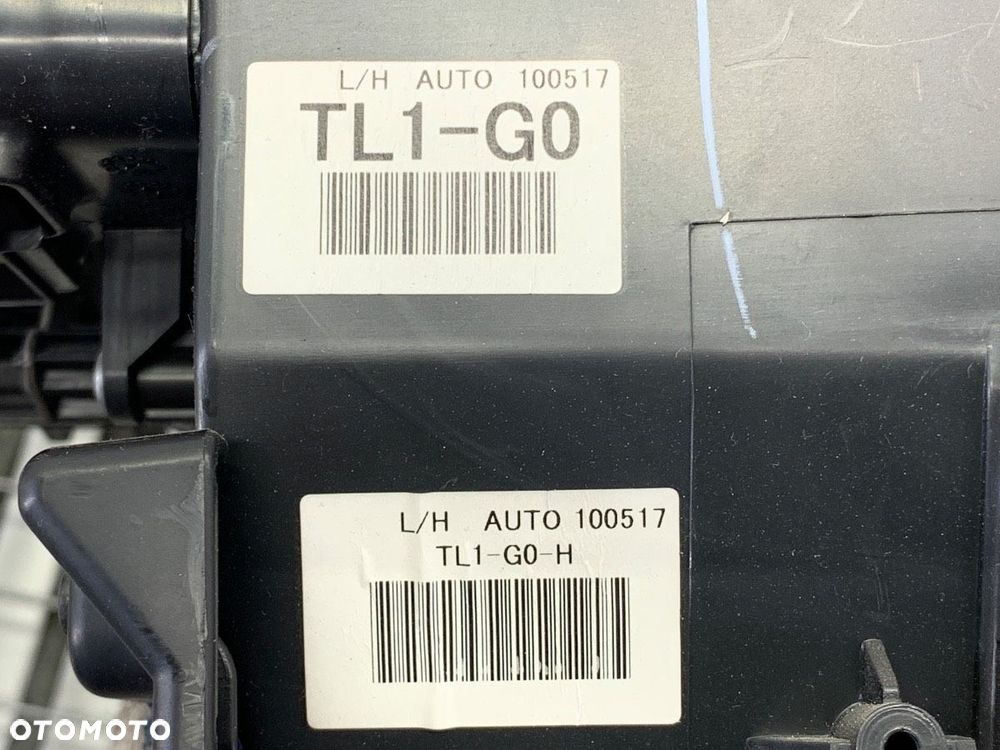 L/H AUTO 100517
TL1-G0
L/H AUTO 100517
TL1-G0-H
OTOMOTO